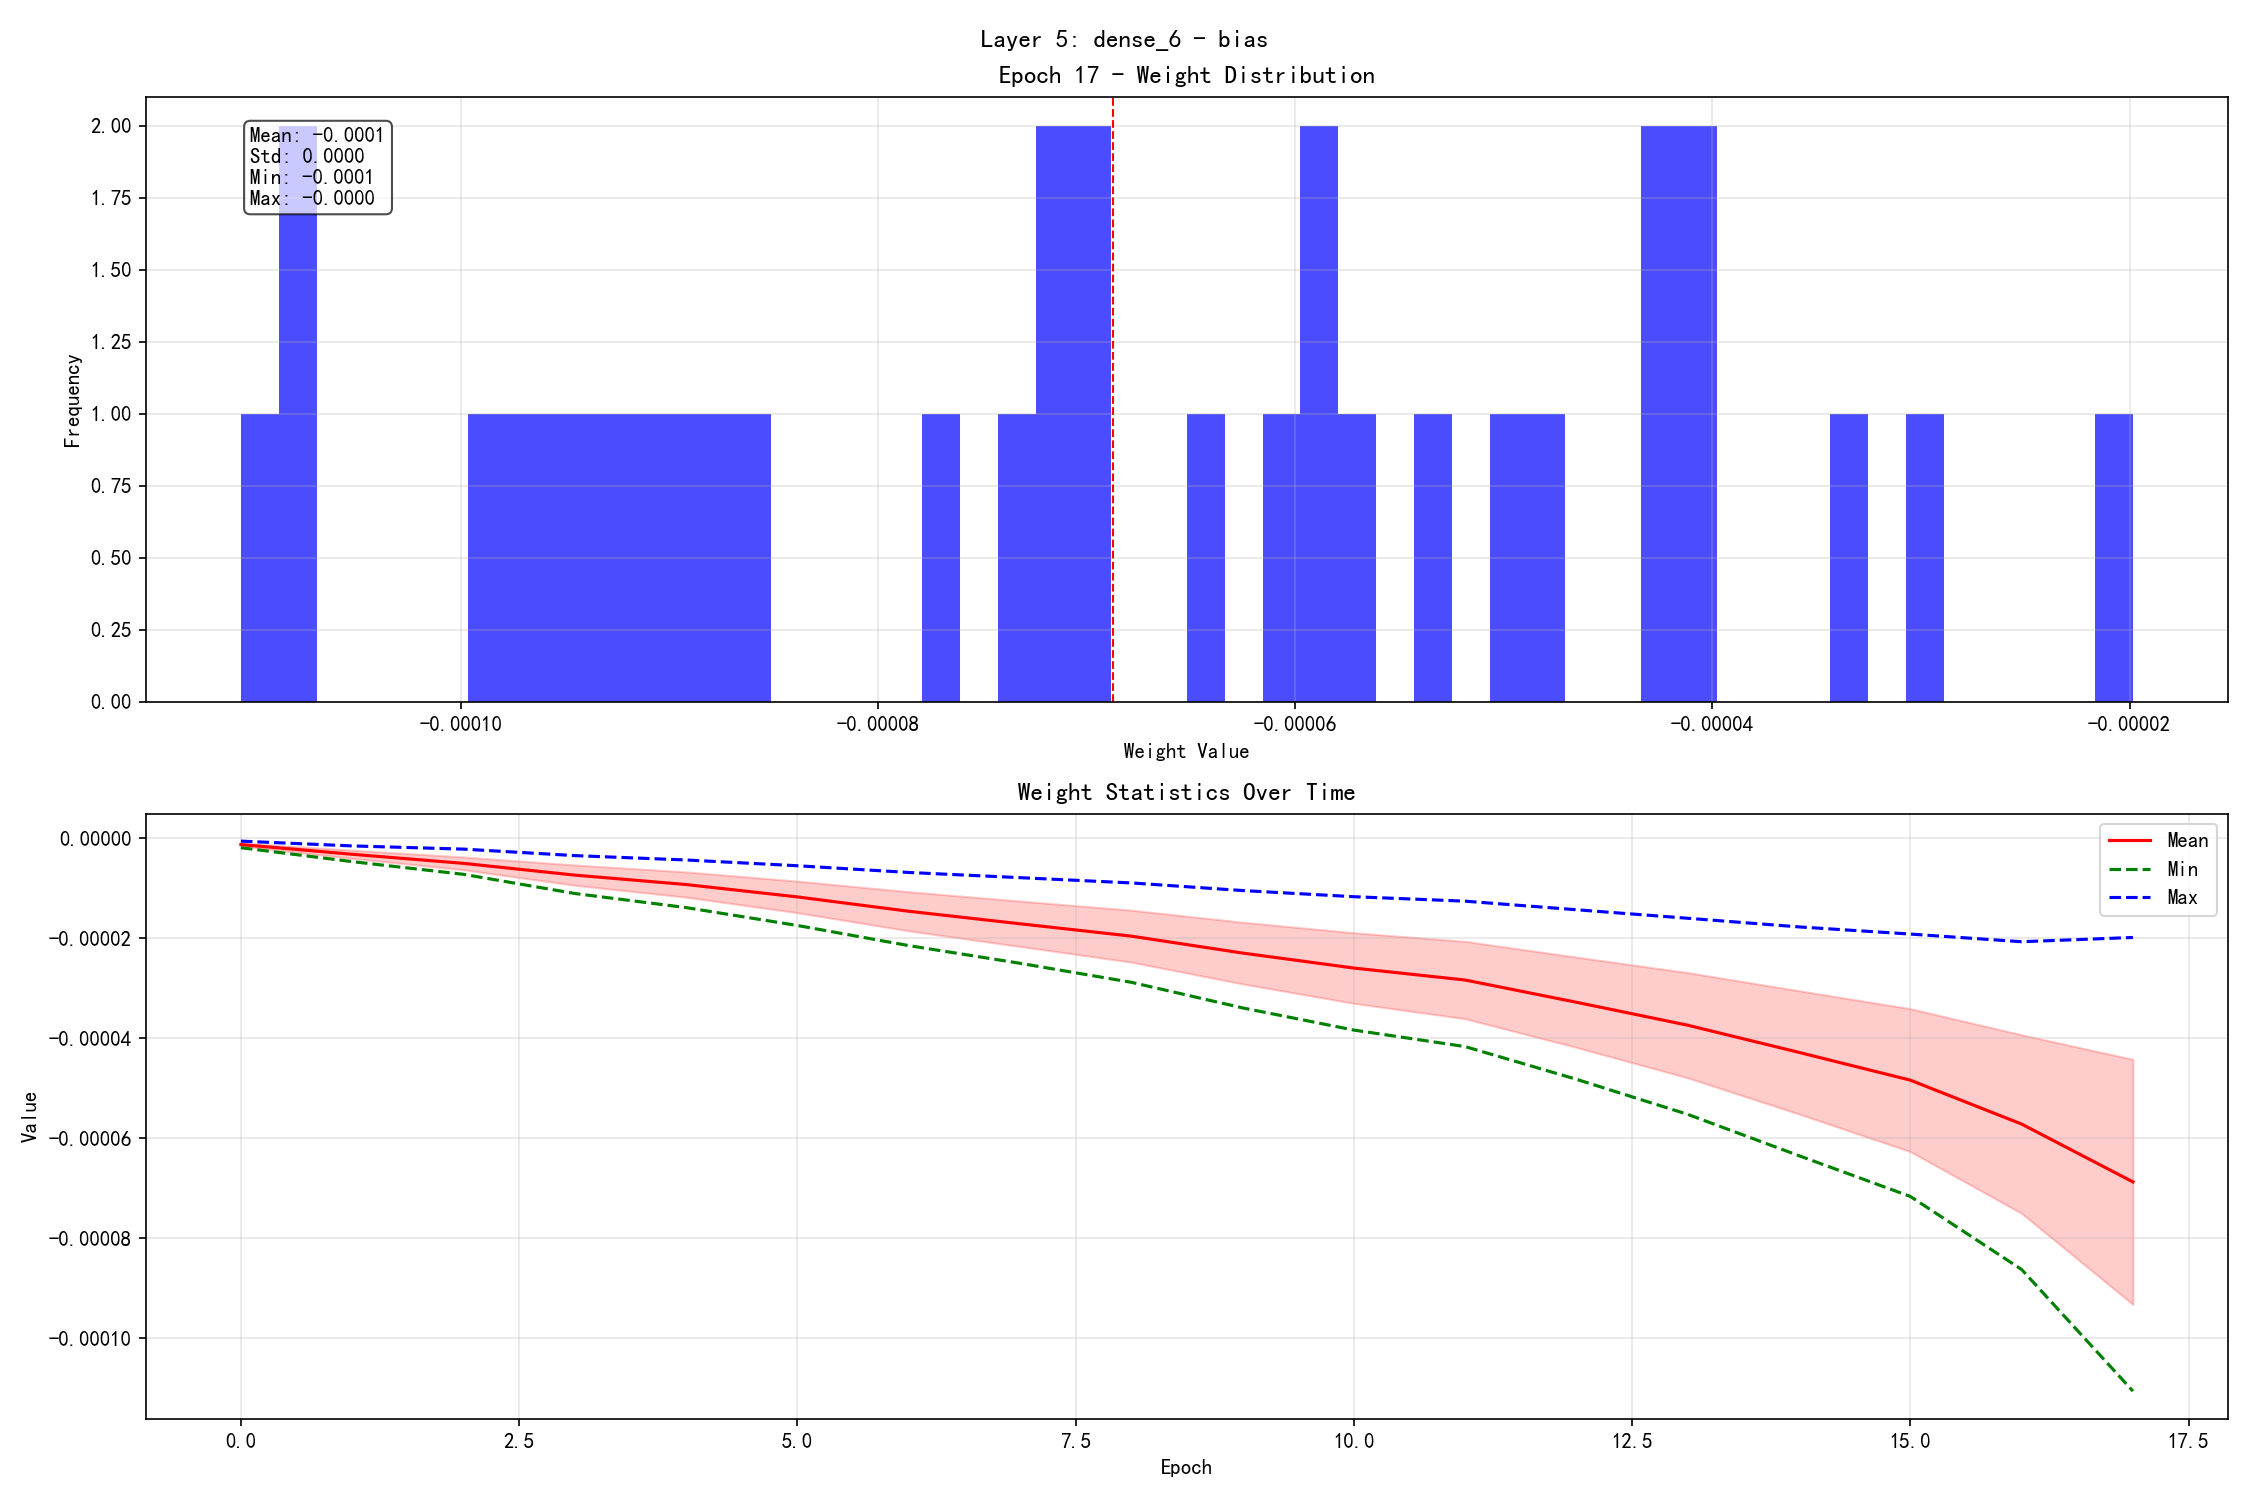 Layer 5: dense_6 - bias
Epoch 17 - Weight Distribution
Mean: -0.0001
Std: 0.0000
Min: -0.0001
Max: -0.0000
Frequency
2.00
1.75
1.50
1.25
1.00
0.75
0.50
0.25
0.00
-0.00010 -0.00008 -0.00006 -0.00004 -0.00002
Weight Value
Weight Statistics Over Time
Mean
Min
Max
Value
0.00000
-0.00002
-0.00004
-0.00006
-0.00008
-0.00010
0.0 2.5 5.0 7.5 10.0 12.5 15.0 17.5
Epoch